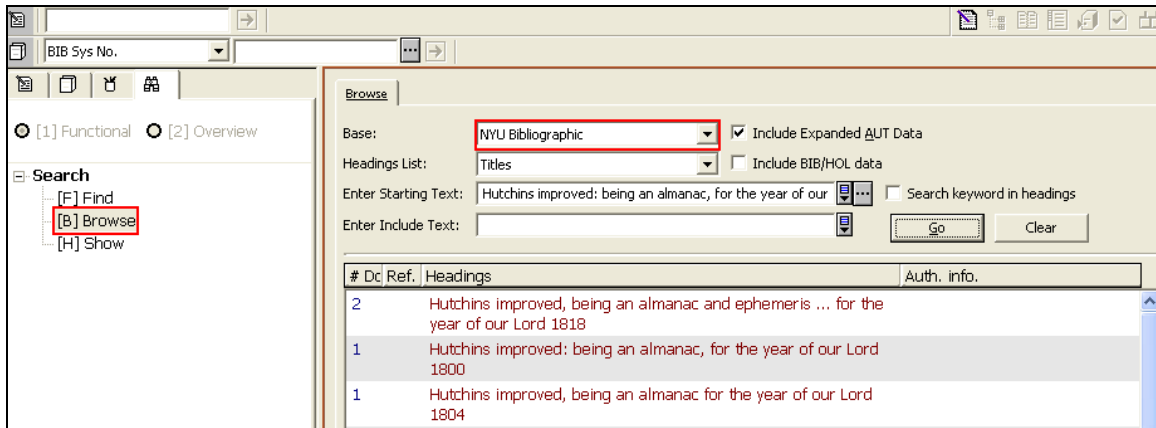 BIB Sys No.
[1] Functional [2] Overview
Search
[F] Find
[B] Browse
[H] Show
Browse
Base: NYU Bibliographic Include Expanded AUT Data
Headings List: Titles Include BIB/HOL data
Enter Starting Text: Hutchins improved: being an almanac, for the year of our ... Search keyword in headings
Enter Include Text: Go Clear
# Dc Ref. Headings Auth. info.
2 Hutchins improved, being an almanac and ephemeris ... for the
year of our Lord 1818
1 Hutchins improved: being an almanac, for the year of our Lord
1800
1 Hutchins improved, being an almanac for the year of our Lord
1804